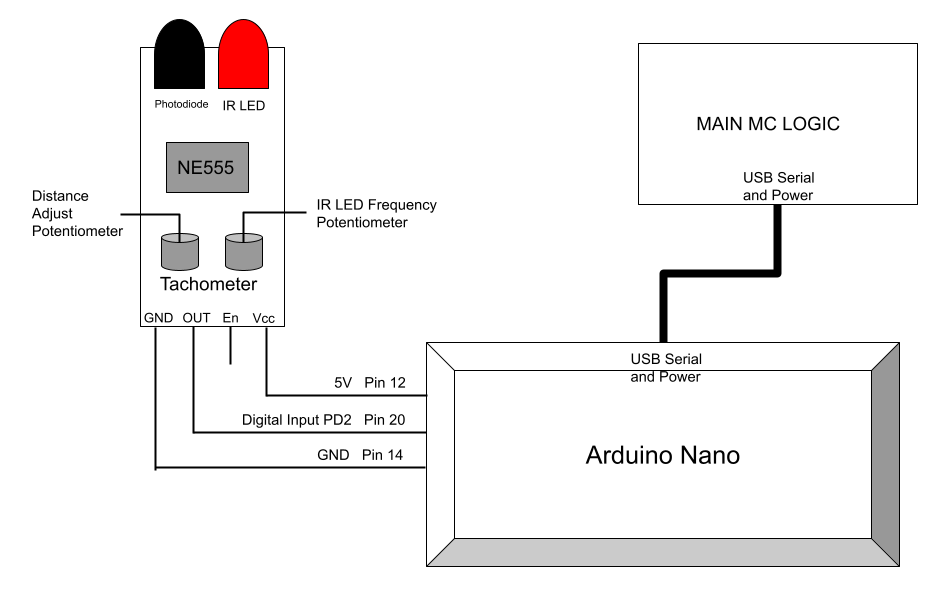 Photodiode
IR LED
NE555
Distance
Adjust
Potentiometer
IR LED Frequency
Potentiometer
Tachometer
GND OUT En Vcc
5V Pin 12
Digital Input PD2 Pin 20
GND Pin 14
MAIN MC LOGIC
USB Serial
and Power
USB Serial
and Power
Arduino Nano